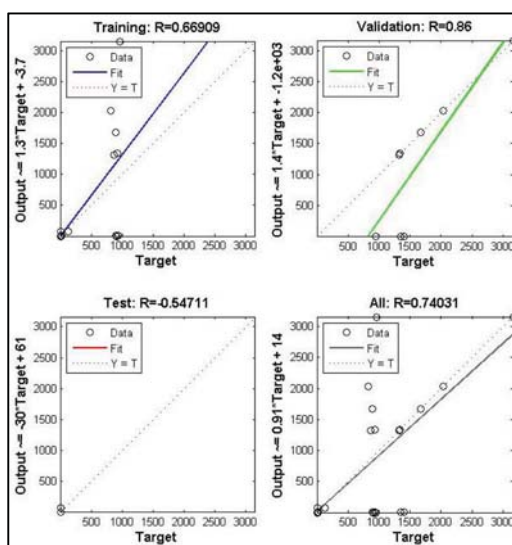 Training: R=0.66909
Output ~= 1.3*Target + -3.7
3000
2500
2000
1500
1000
500
0
Data
Fit
Y = T
500 1000 1500 2000 2500 3000
Target
Validation: R=0.86
Output ~= 1.4*Target + -1.2e+03
3000
2500
2000
1500
1000
500
0
Data
Fit
Y = T
500 1000 1500 2000 2500 3000
Target
Test: R=-0.54711
Output ~= -30*Target + 61
3000
2500
2000
1500
1000
500
0
Data
Fit
Y = T
500 1000 1500 2000 2500 3000
Target
All: R=0.74031
Output ~= 0.91*Target + 14
3000
2500
2000
1500
1000
500
0
Data
Fit
Y = T
500 1000 1500 2000 2500 3000
Target